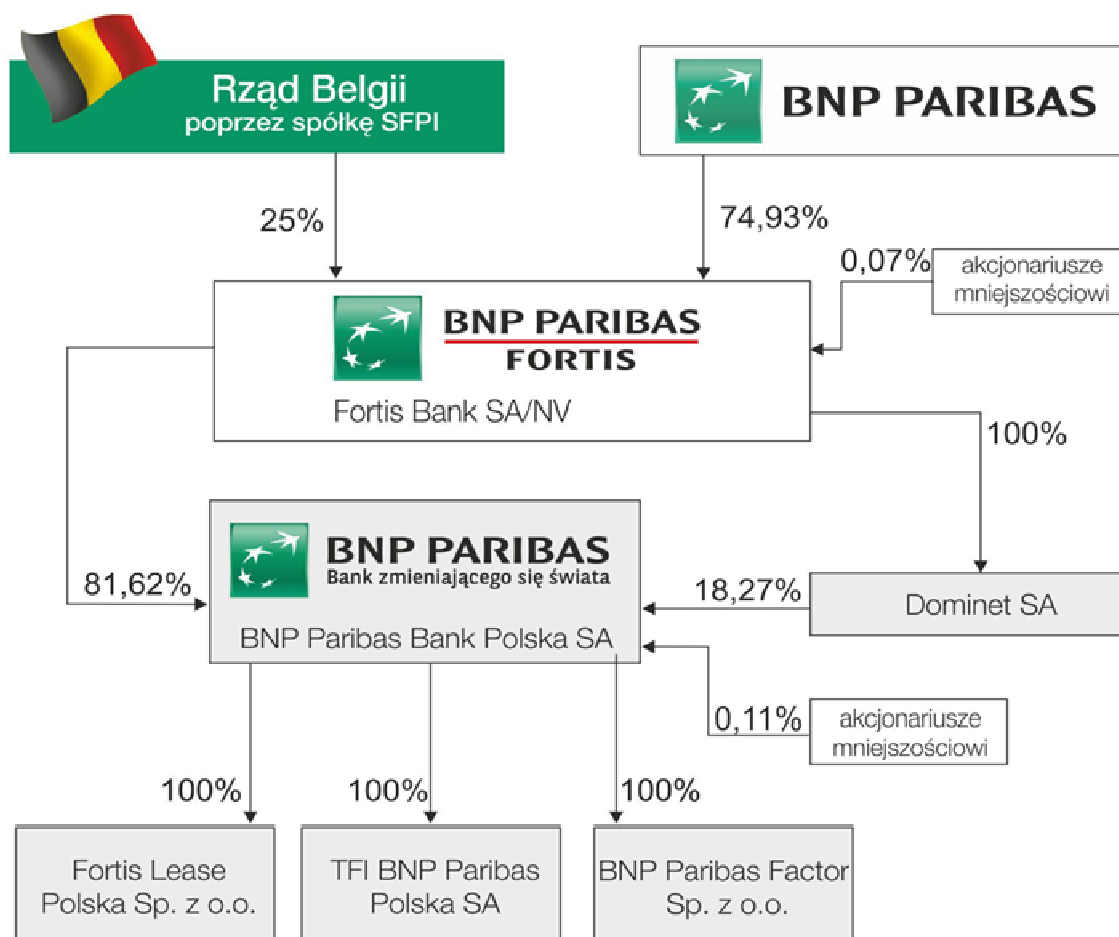 Rząd Belgii
poprzez spółkę SFPI
BNP PARIBAS
25%
74,93%
0,07%
akcjonariusze
mniejszościowi
BNP PARIBAS
FORTIS
Fortis Bank SA/NV
100%
BNP PARIBAS
Bank zmieniającego się świata
BNP Paribas Bank Polska SA
81,62%
18,27%
Dominet SA
0,11%
akcjonariusze
mniejszościowi
100%
100%
100%
Fortis Lease
Polska Sp. z o.o.
TFI BNP Paribas
Polska SA
BNP Paribas Factor
Sp. z o.o.